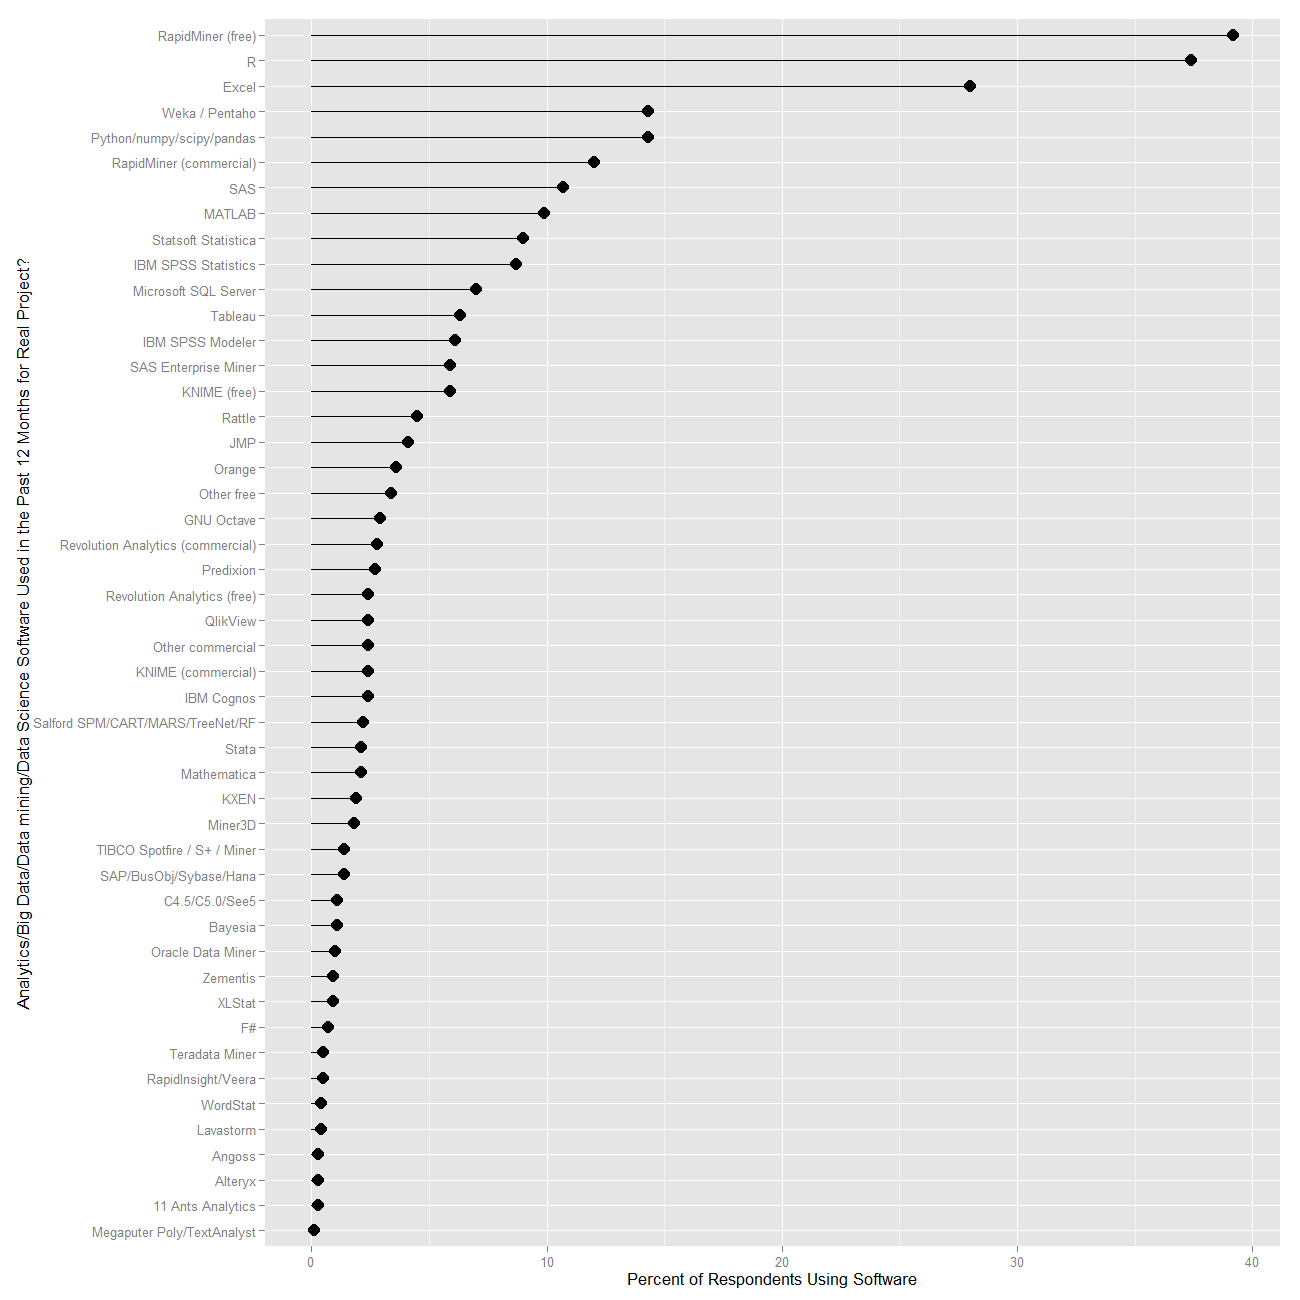 RapidMiner (free)
R
Excel
Weka / Pentaho
Python/numpy/scipy/pandas
RapidMiner (commercial)
SAS
MATLAB
Statsoft Statistica
IBM SPSS Statistics
Microsoft SQL Server
Tableau
IBM SPSS Modeler
SAS Enterprise Miner
KNIME (free)
Rattle
JMP
Orange
Other free
GNU Octave
Revolution Analytics (commercial)
Predixion
Revolution Analytics (free)
QlikView
Other commercial
KNIME (commercial)
IBM Cognos
Salford SPM/CART/MARS/TreeNet/RF
Stata
Mathematica
KXEN
Miner3D
TIBCO Spotfire / S+ / Miner
SAP/BusObj/Sybase/Hana
C4.5/C5.0/See5
Bayesia
Oracle Data Miner
Zementis
XLStat
F#
Teradata Miner
RapidInsight/Veera
WordStat
Lavastorm
Angoss
Alteryx
11 Ants Analytics
Megaputer Poly/TextAnalyst
Analytics/Big Data/Data mining/Data Science Software Used in the Past 12 Months for Real Project?
0 10 20 30 40
Percent of Respondents Using Software